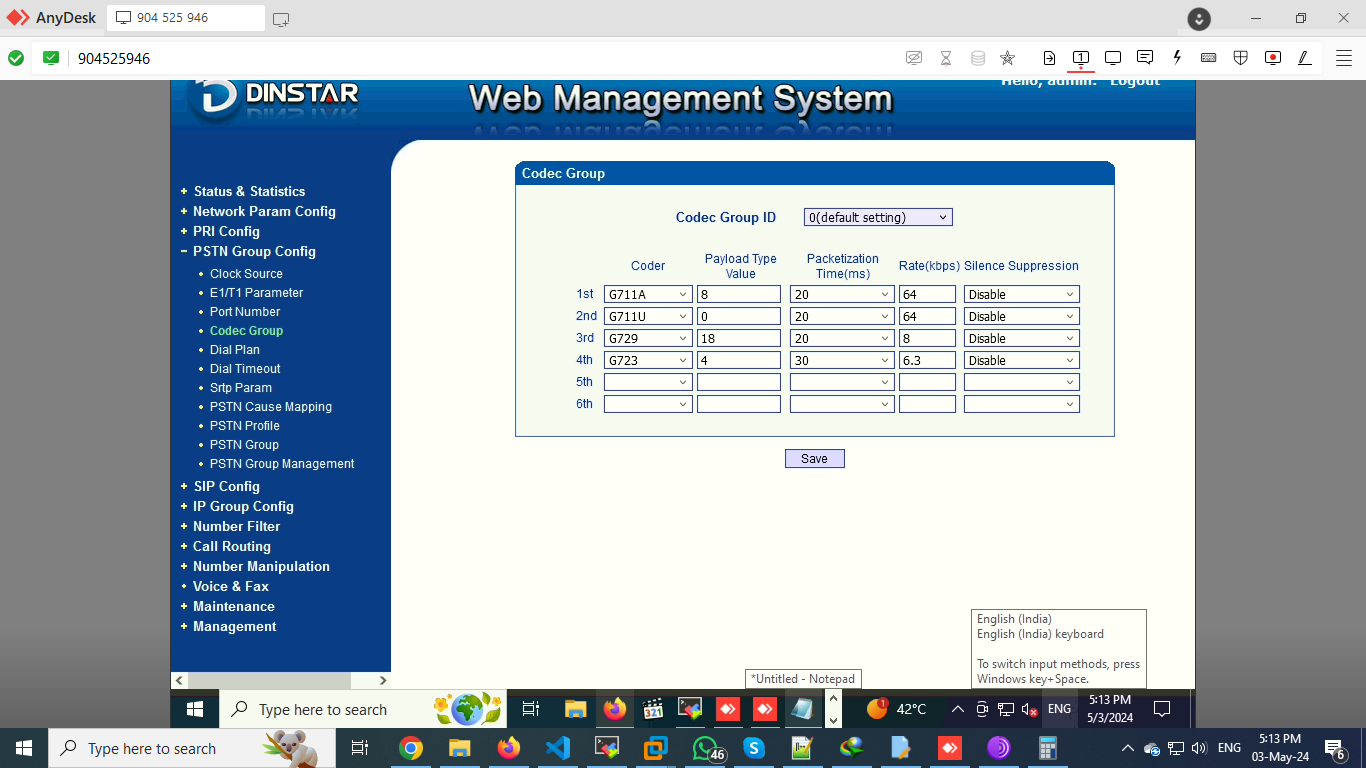 AnyDesk
904 525 946
904525946
DINSTAR
Web Management System
Hello, admin! Logout
+ Status & Statistics
+ Network Param Config
+ PRI Config
− PSTN Group Config
• Clock Source
• E1/T1 Parameter
• Port Number
• Codec Group
• Dial Plan
• Dial Timeout
• Srtp Param
• PSTN Cause Mapping
• PSTN Profile
• PSTN Group
• PSTN Group Management
+ SIP Config
+ IP Group Config
+ Number Filter
+ Call Routing
+ Number Manipulation
• Voice & Fax
+ Maintenance
+ Management
Codec Group
Codec Group ID 0(default setting)
Coder Payload Type Value Packetization Time(ms) Rate(kbps) Silence Suppression
1st G711A 8 20 64 Disable
2nd G711U 0 20 64 Disable
3rd G729 18 20 8 Disable
4th G723 4 30 6.3 Disable
5th
6th
Save
English (India)
English (India) keyboard
To switch input methods, press
Windows key+Space.
*Untitled - Notepad
Type here to search
321
1
42°C
ENG
5:13 PM
5/3/2024
Type here to search
46
ENG
5:13 PM
03-May-24
6